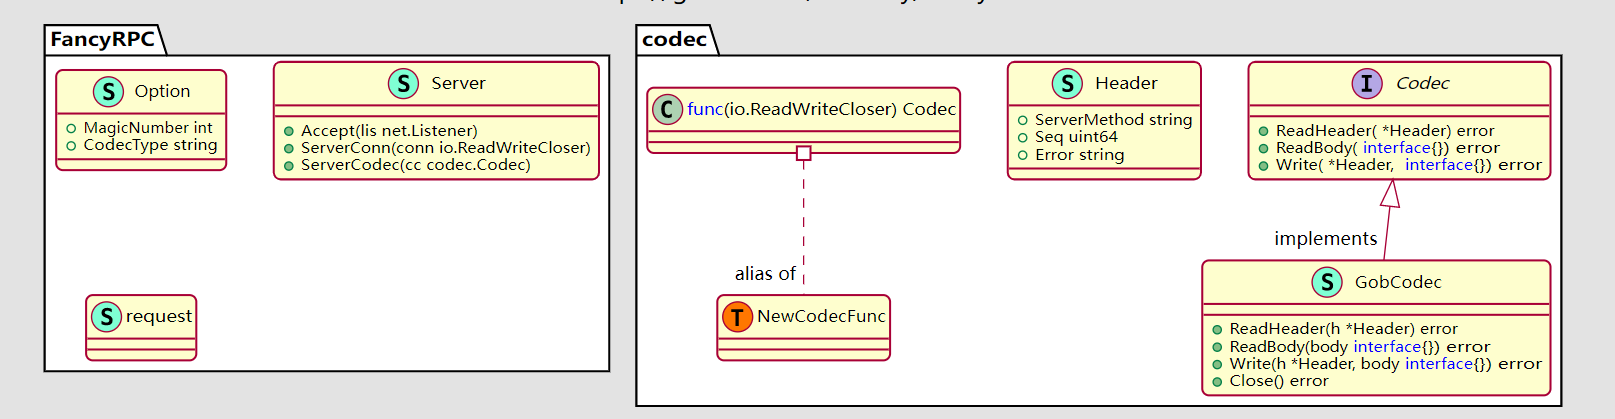 FancyRPC
S Option
MagicNumber int
CodecType string
S Server
Accept(lis net.Listener)
ServerConn(conn io.ReadWriteCloser)
ServerCodec(cc codec.Codec)
S request
codec
C func(io.ReadWriteCloser) Codec
alias of
T NewCodecFunc
S Header
ServerMethod string
Seq uint64
Error string
I Codec
ReadHeader( *Header) error
ReadBody( interface{}) error
Write( *Header, interface{}) error
implements
S GobCodec
ReadHeader(h *Header) error
ReadBody(body interface{}) error
Write(h *Header, body interface{}) error
Close() error